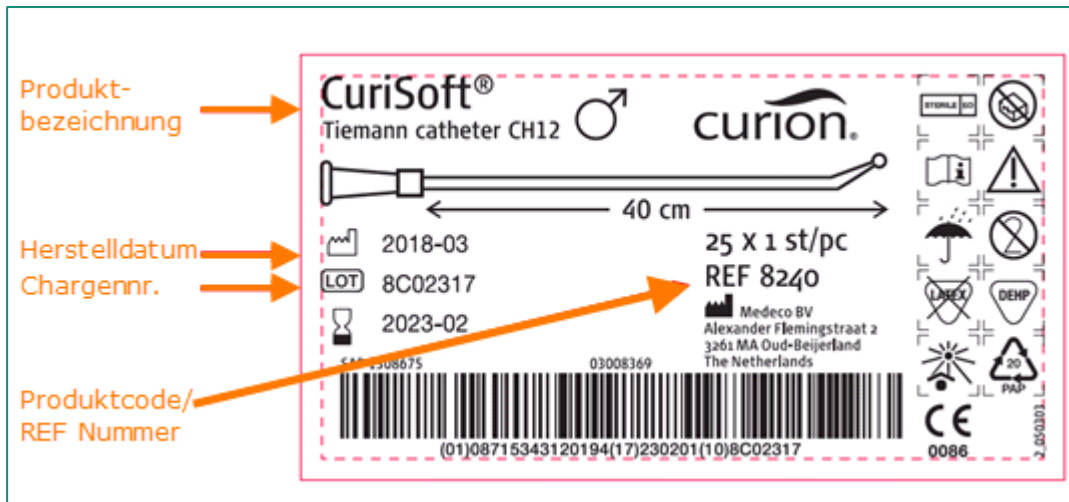 Produkt-
bezeichnung
CuriSoft®
Tiemann catheter CH12
curion®
STERILE EO
40 cm
Herstelldatum
2018-03
25 x 1 st/pc
Chargennr.
LOT 8C02317
REF 8240
LATEX
DEHP
2023-02
Medeco BV
Alexander Flemingstraat 2
3261 MA Oud-Beijerland
The Netherlands
03008369
20
PAP
Produktcode/
REF Nummer
(01)08715343120194(17)230201(10)8C02317
CE
0086
2_050303